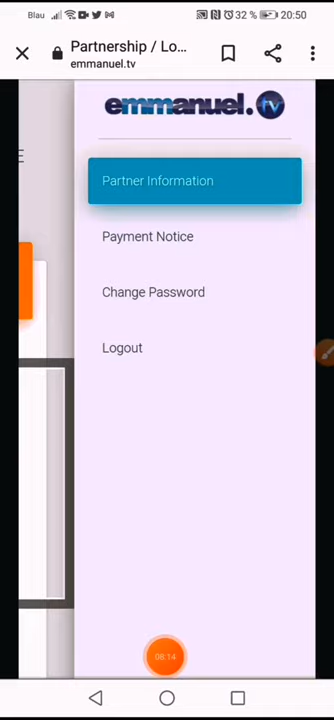 Blau 32 % 20:50
Partnership / Lo...
emmanuel.tv
emmanuel.tv
Partner Information
Payment Notice
Change Password
Logout
08:14